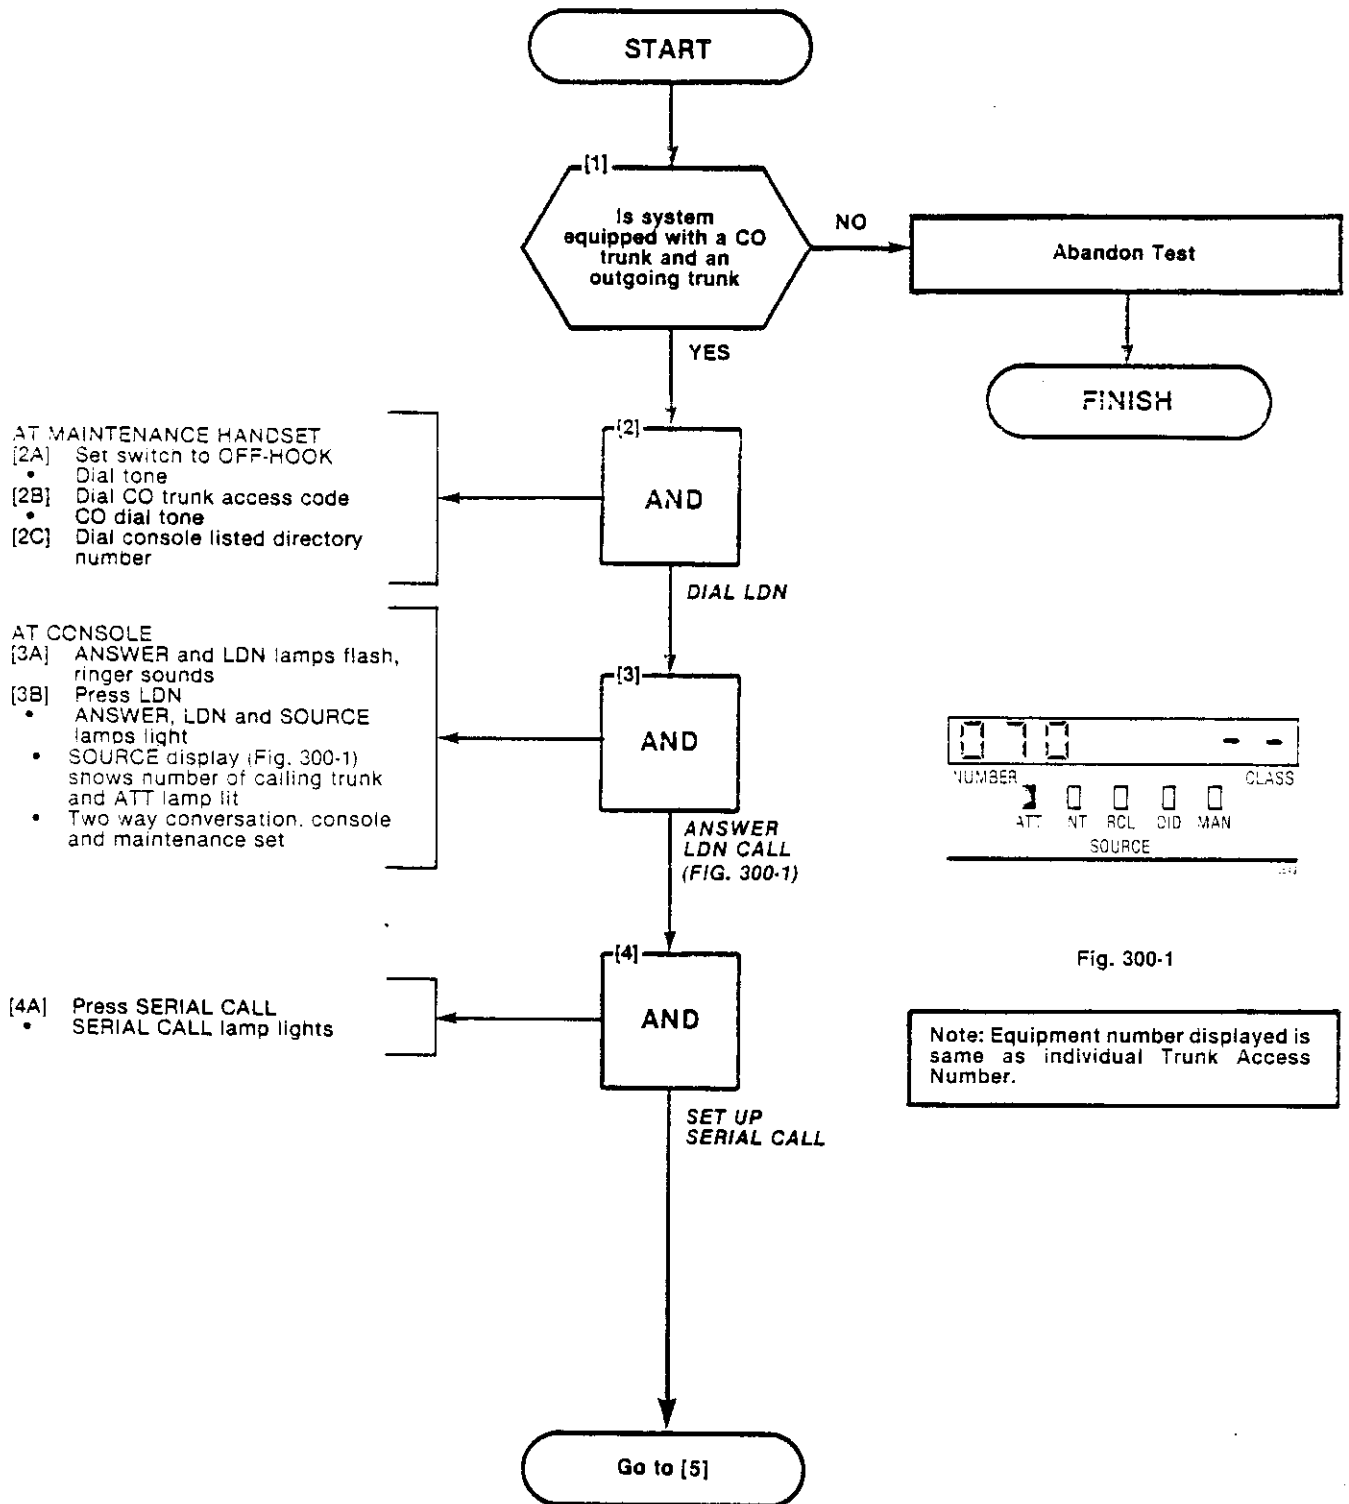 START
[1]
Is system
equipped with a CO
trunk and an
outgoing trunk
NO
Abandon Test
FINISH
YES
AT MAINTENANCE HANDSET
[2A] Set switch to OFF-HOOK
• Dial tone
[2B] Dial CO trunk access code
• CO dial tone
[2C] Dial console listed directory
number
[2]
AND
DIAL LDN
AT CONSOLE
[3A] ANSWER and LDN lamps flash,
ringer sounds
[3B] Press LDN
• ANSWER, LDN and SOURCE
lamps light
• SOURCE display (Fig. 300-1)
shows number of calling trunk
and ATT lamp lit
• Two way conversation, console
and maintenance set
[3]
AND
ANSWER
LDN CALL
(FIG. 300-1)
070 - -
NUMBER CLASS
ATT NT RCL DID MAN
SOURCE
Fig. 300-1
[4A] Press SERIAL CALL
• SERIAL CALL lamp lights
[4]
AND
SET UP
SERIAL CALL
Note: Equipment number displayed is
same as individual Trunk Access
Number.
Go to [5]